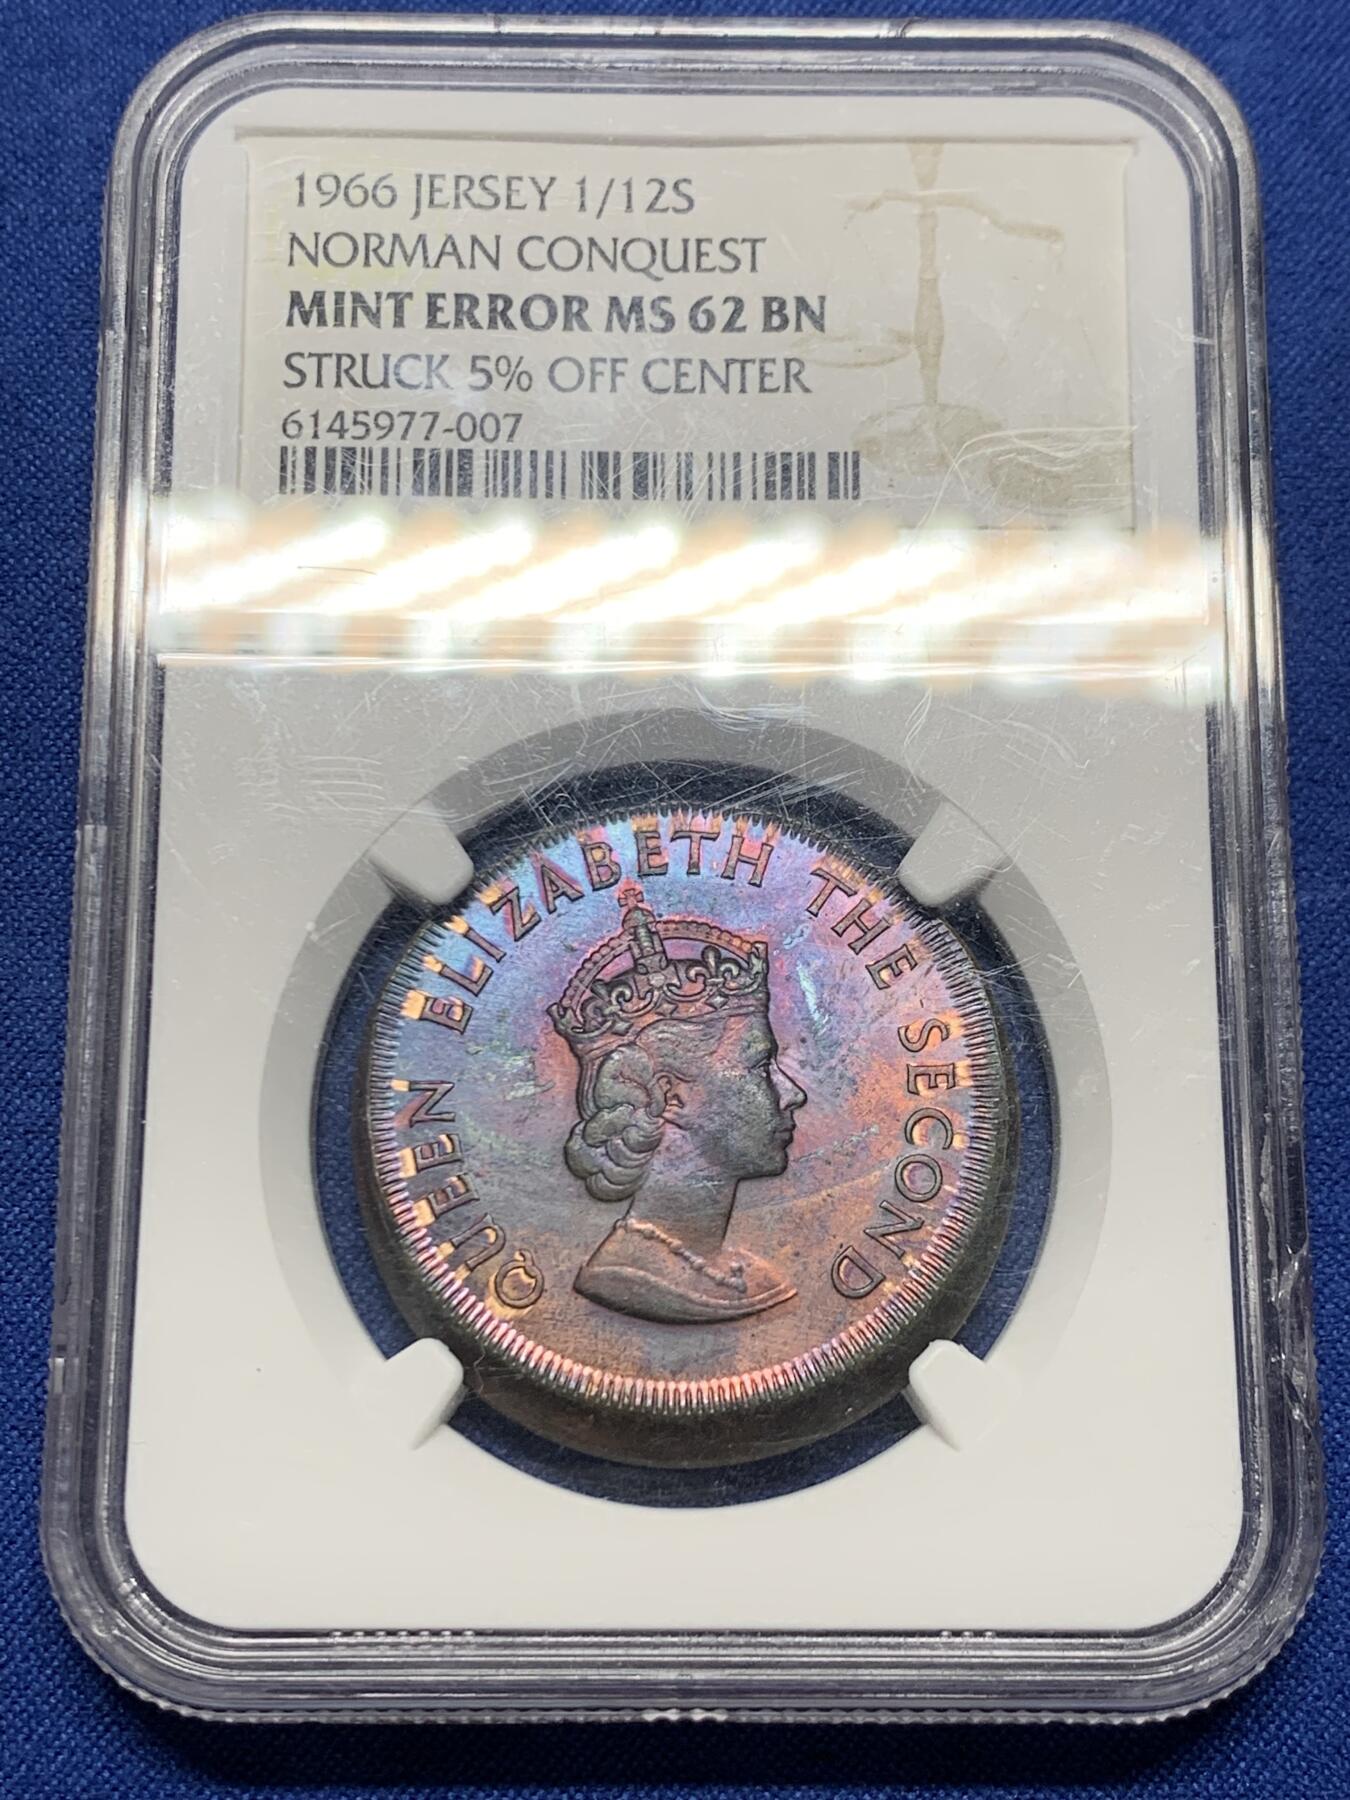 1966 JERSEY 1/12S
NORMAN CONQUEST
MINT ERROR MS 62 BN
STRUCK 5% OFF CENTER
6145977-007
QUEEN ELIZABETH THE SECOND